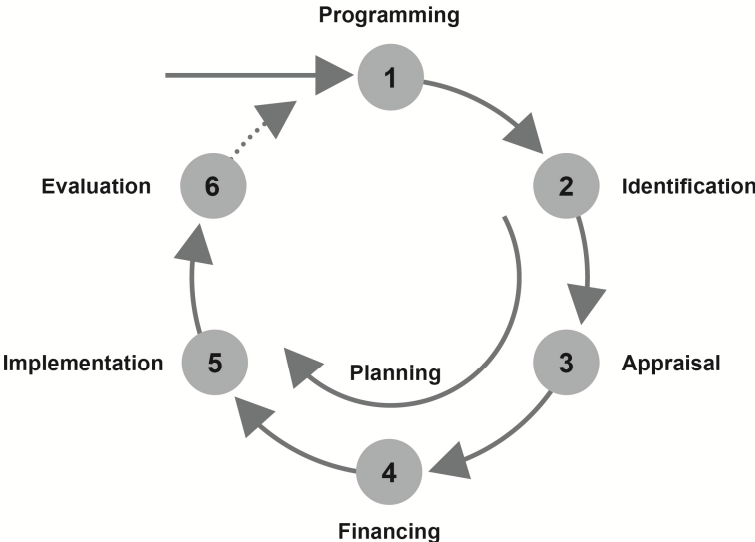 Programming
1
2
Identification
3
Appraisal
4
Financing
5
Implementation
6
Evaluation
Planning